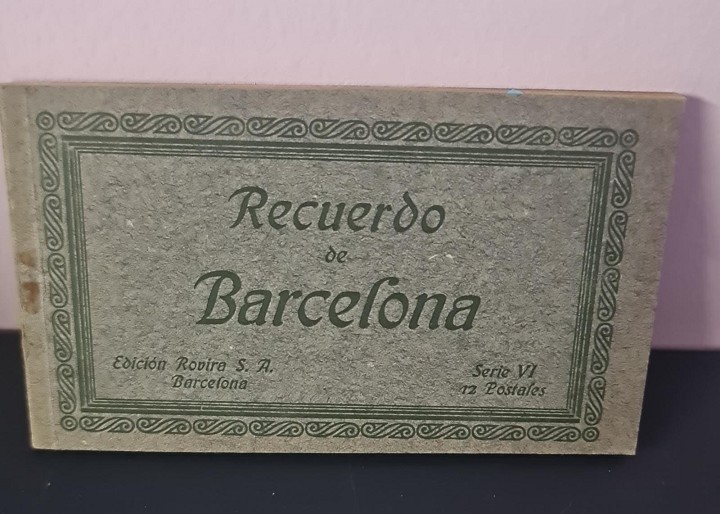 Recuerdo
de
Barcelona
Edición Rovira S. A.
Barcelona
Serie VI
12 Postales